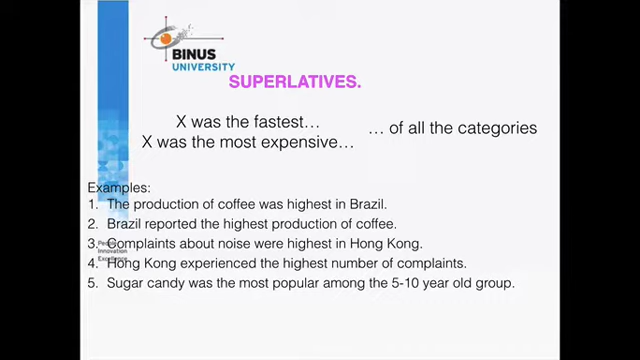 BINUS
UNIVERSITY
SUPERLATIVES.
X was the fastest…
X was the most expensive…
… of all the categories
Examples:
1. The production of coffee was highest in Brazil.
2. Brazil reported the highest production of coffee.
3. Complaints about noise were highest in Hong Kong.
Innovation
4. Hong Kong experienced the highest number of complaints.
Excellence
5. Sugar candy was the most popular among the 5-10 year old group.